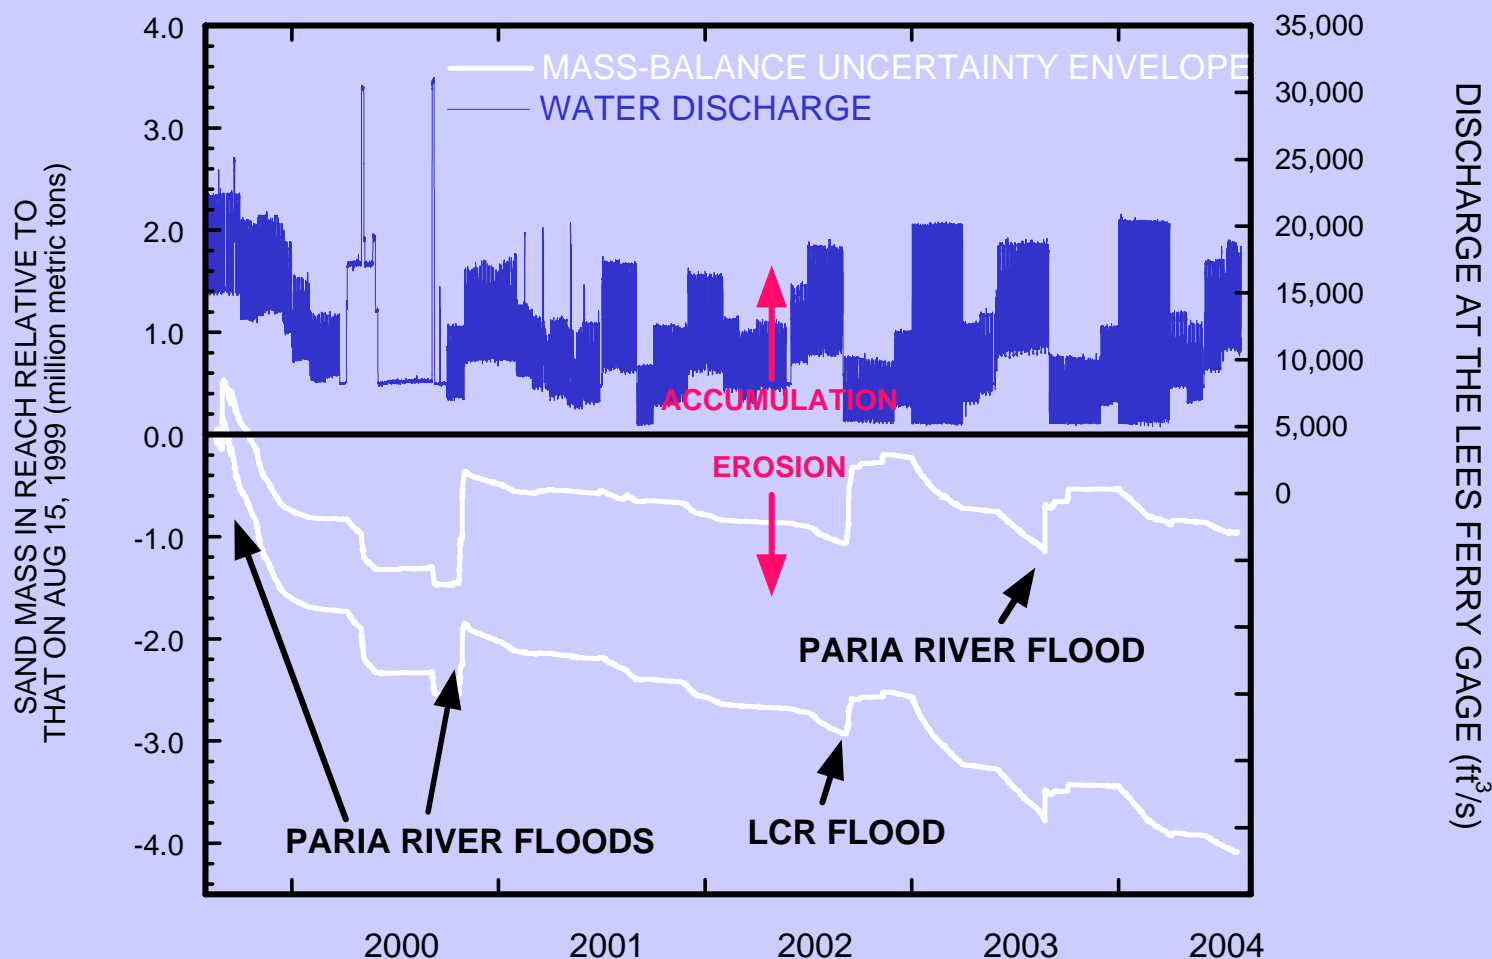 4.0
3.0
2.0
1.0
0.0
-1.0
-2.0
-3.0
-4.0
SAND MASS IN REACH RELATIVE TO
THAT ON AUG 15, 1999 (million metric tons)
MASS-BALANCE UNCERTAINTY ENVELOPE
WATER DISCHARGE
ACCUMULATION
EROSION
PARIA RIVER FLOOD
LCR FLOOD
PARIA RIVER FLOODS
35,000
30,000
25,000
20,000
15,000
10,000
5,000
0
DISCHARGE AT THE LEES FERRY GAGE (ft³/s)
2000 2001 2002 2003 2004